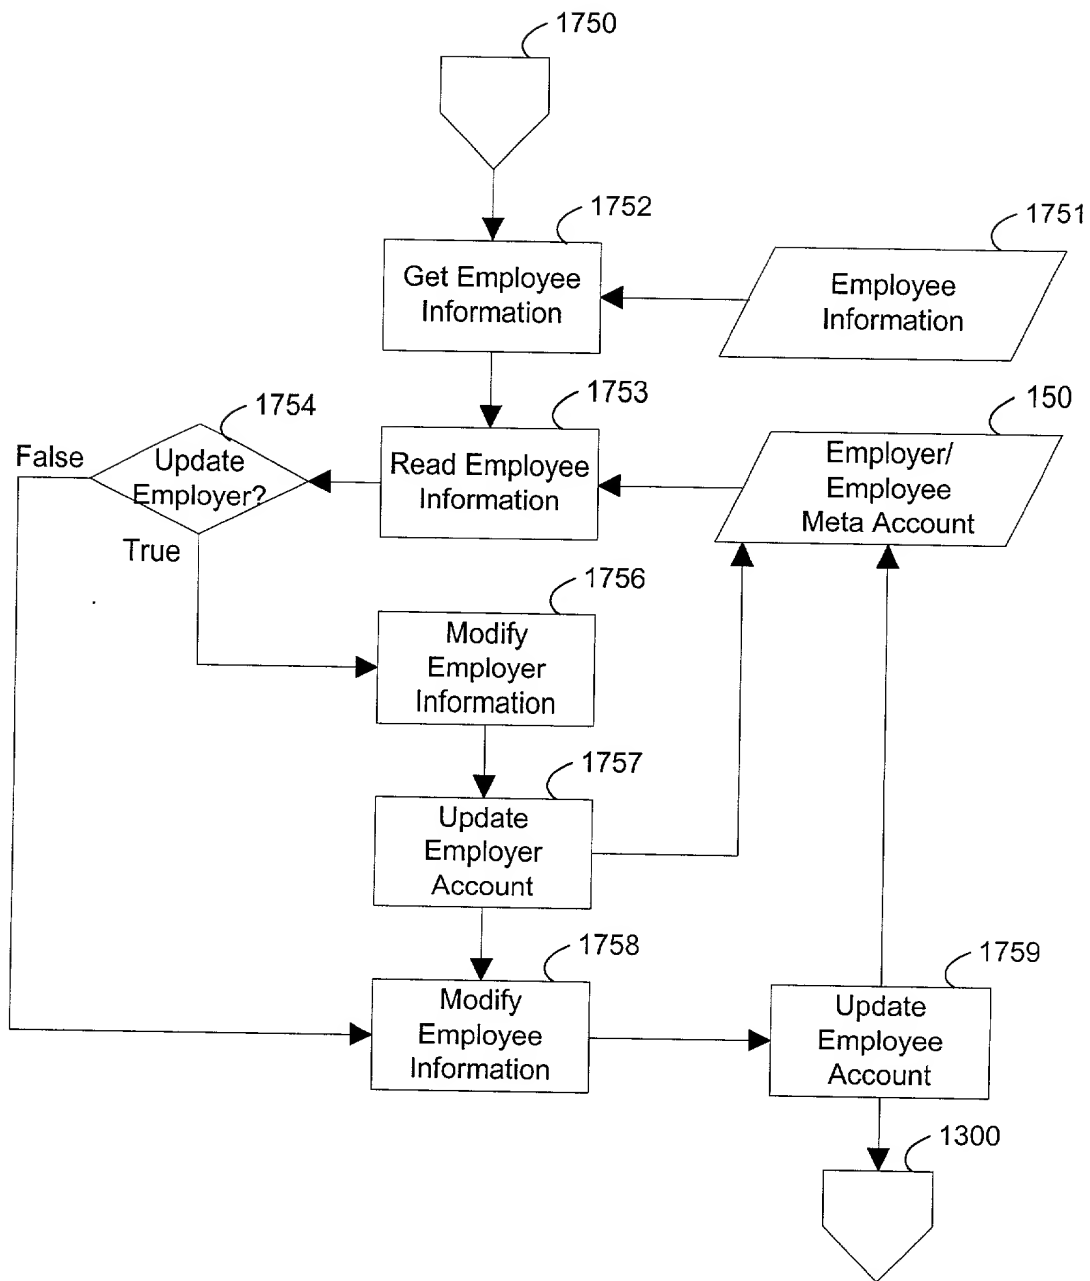 1750
1752
Get Employee
Information
1751
Employee
Information
1753
Read Employee
Information
150
Employer/
Employee
Meta Account
1754
Update
Employer?
False
True
1756
Modify
Employer
Information
1757
Update
Employer
Account
1758
Modify
Employee
Information
1759
Update
Employee
Account
1300